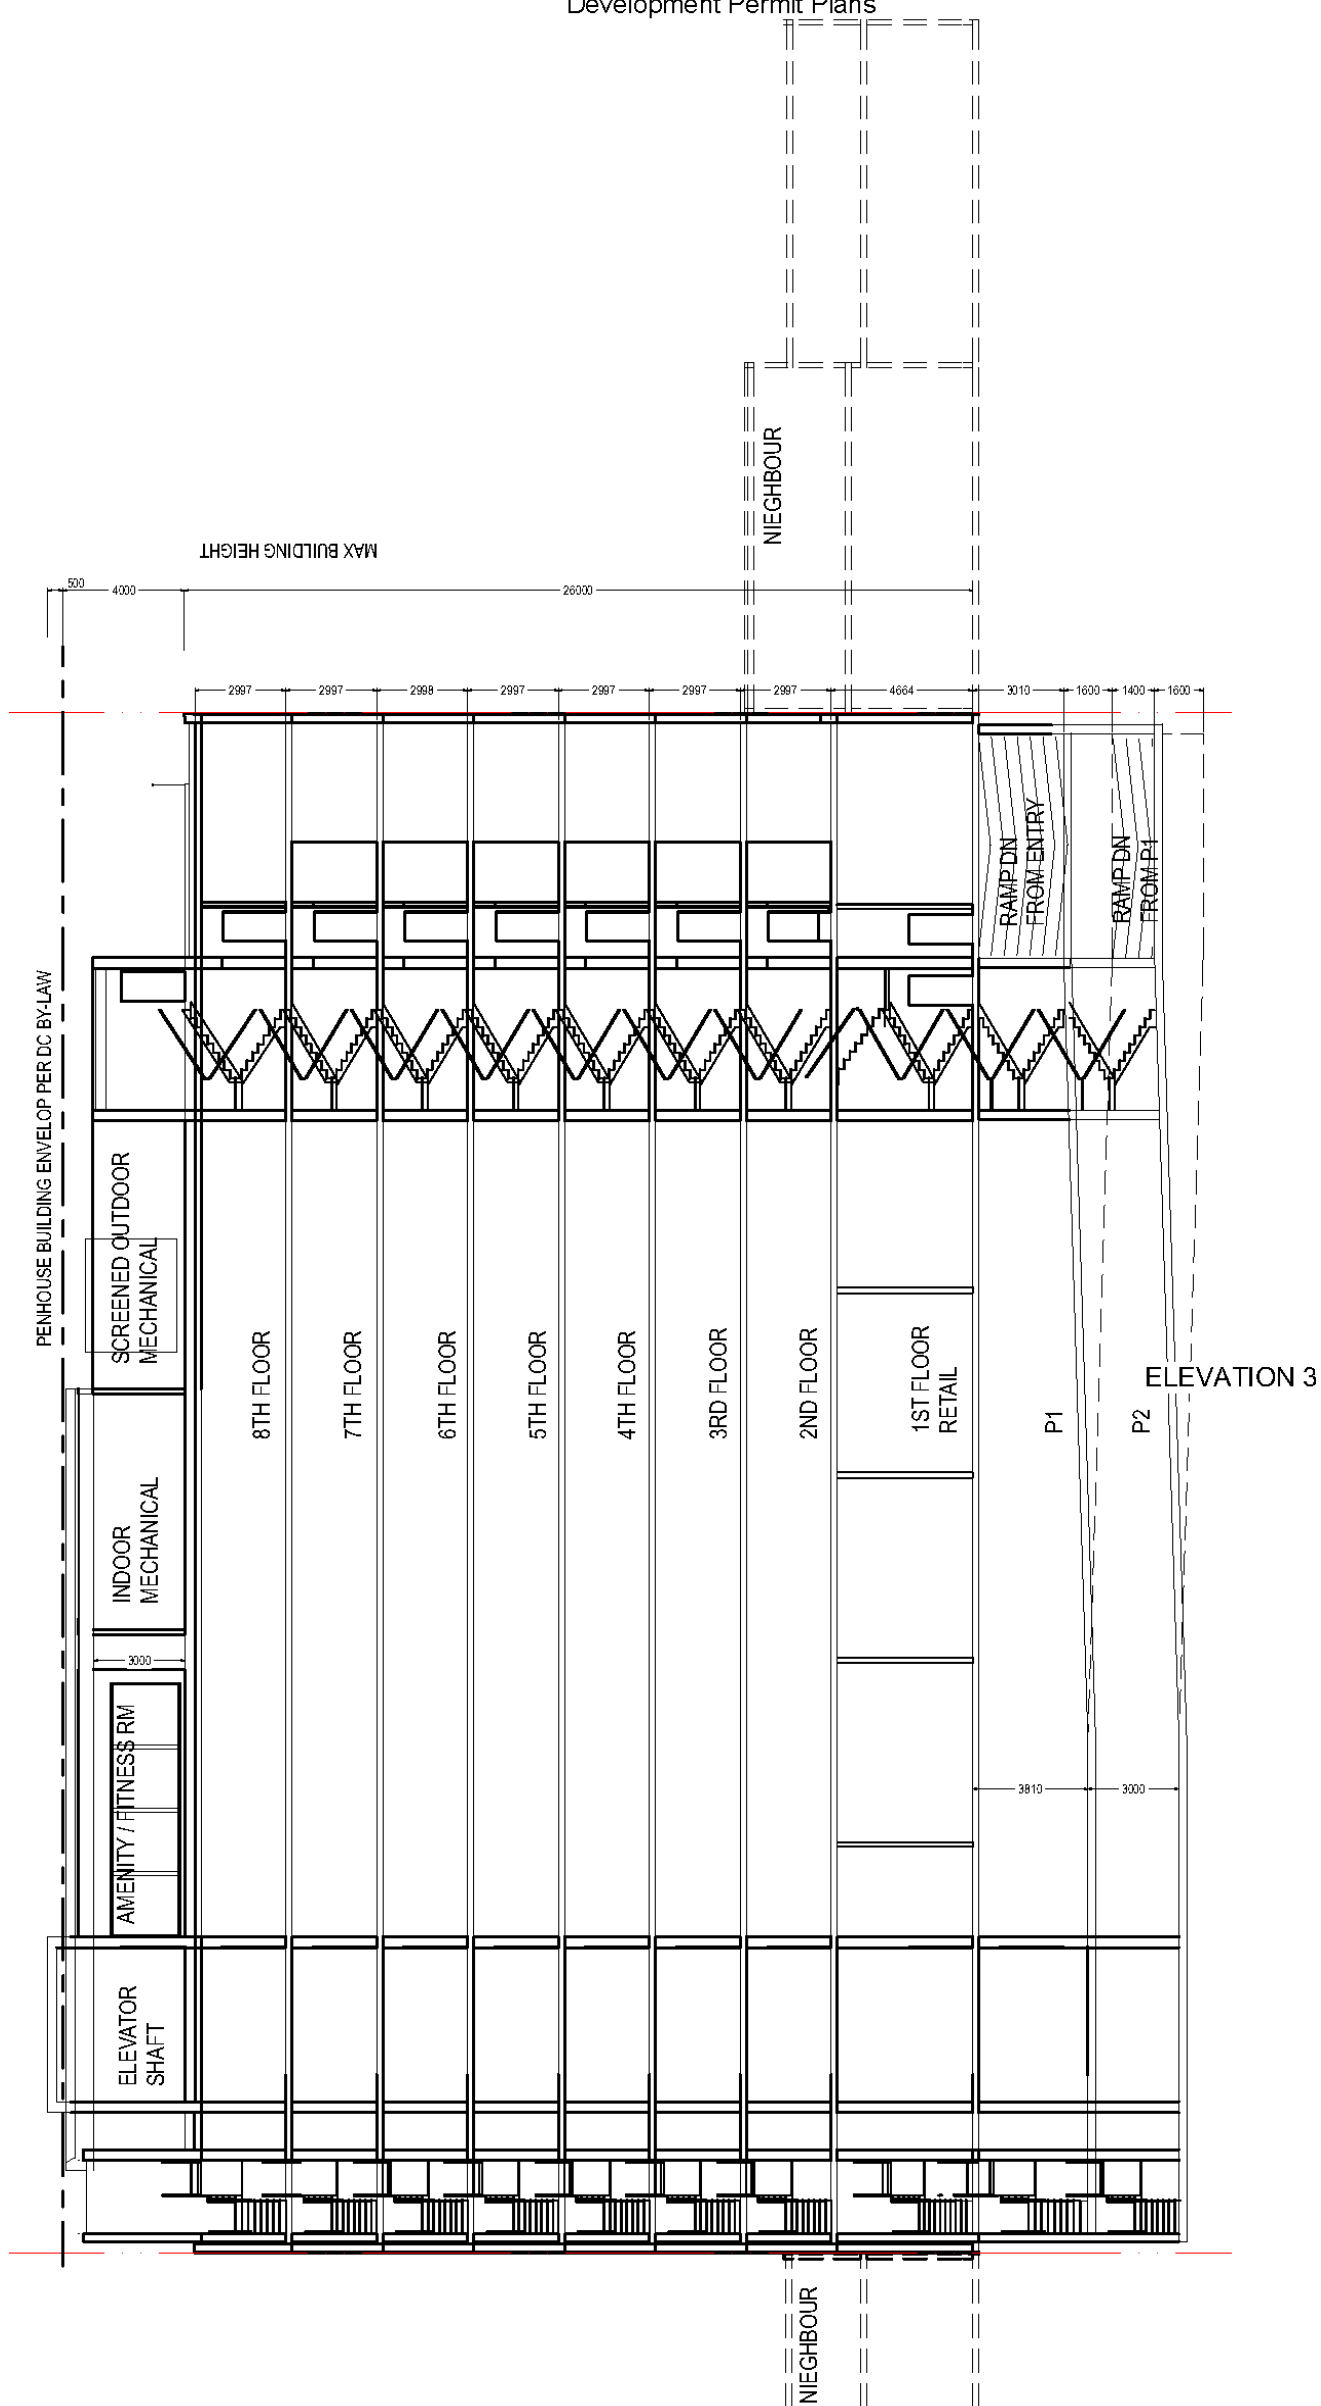 Development Permit Plans
NIEGHBOUR
MAX BUILDING HEIGHT
500
4000
26000
2997
2997
2998
2997
2997
2997
2997
4664
3010
1600
1400
1600
RAMP DN
FROM ENTRY
RAMP DN
FROM P1
PENHOUSE BUILDING ENVELOP PER DC BY-LAW
SCREENED OUTDOOR
MECHANICAL
8TH FLOOR
7TH FLOOR
6TH FLOOR
5TH FLOOR
4TH FLOOR
3RD FLOOR
2ND FLOOR
1ST FLOOR
RETAIL
P1
P2
ELEVATION 3
INDOOR
MECHANICAL
3000
AMENITY / FITNESS RM
3810
3000
ELEVATOR
SHAFT
NIEGHBOUR